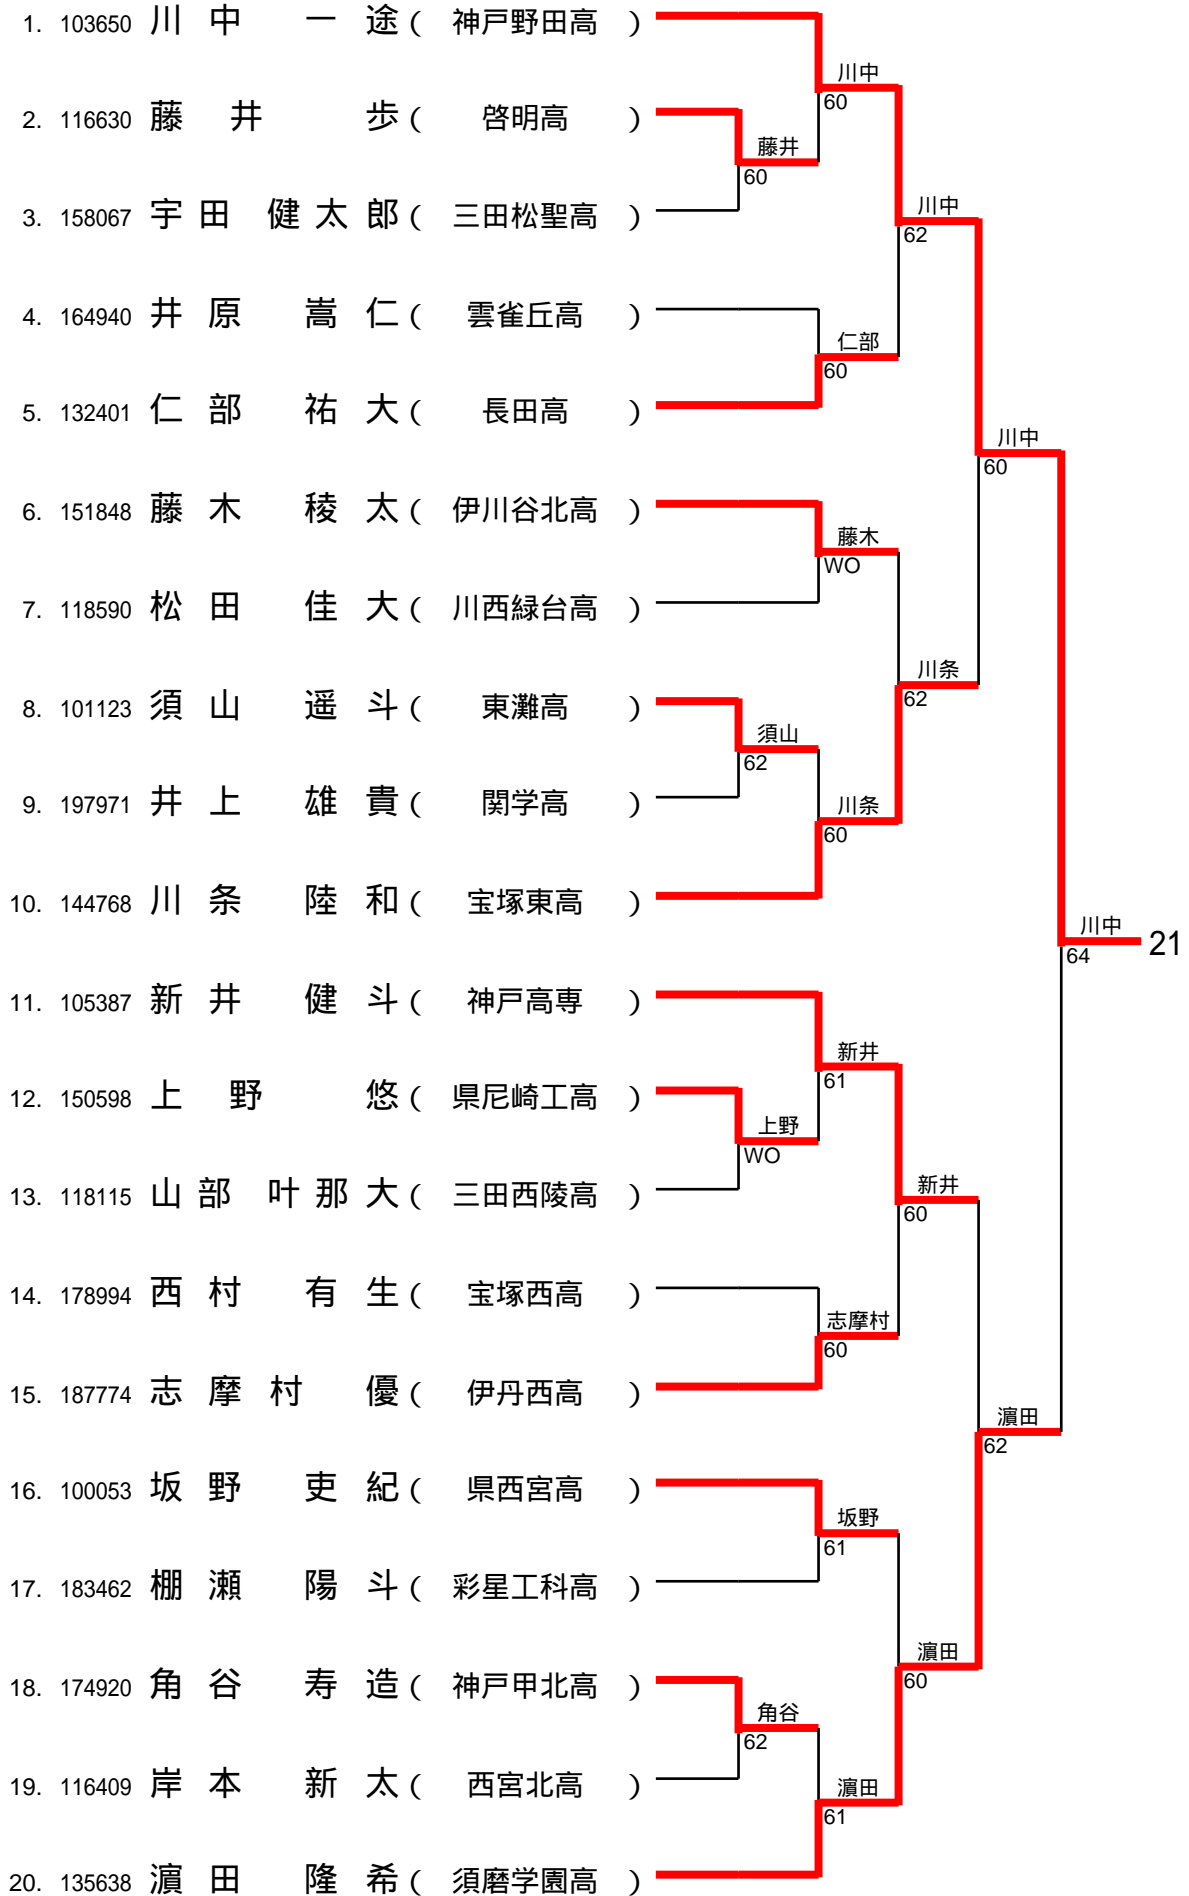 1. 103650 川中 一途 ( 神戸野田高 )
川中
60
2. 116630 藤井 歩 ( 啓明高 )
藤井
60
3. 158067 宇田 健太郎 ( 三田松聖高 )
川中
62
4. 164940 井原 嵩仁 ( 雲雀丘高 )
仁部
60
5. 132401 仁部 祐大 ( 長田高 )
川中
60
6. 151848 藤木 稜太 ( 伊川谷北高 )
藤木
WO
7. 118590 松田 佳大 ( 川西緑台高 )
川条
62
8. 101123 須山 遥斗 ( 東灘高 )
須山
62
9. 197971 井上 雄貴 ( 関学高 )
川条
60
10. 144768 川条 陸和 ( 宝塚東高 )
川中
64
21
11. 105387 新井 健斗 ( 神戸高専 )
新井
61
12. 150598 上野 悠 ( 県尼崎工高 )
上野
WO
13. 118115 山部 叶那大 ( 三田西陵高 )
新井
60
14. 178994 西村 有生 ( 宝塚西高 )
志摩村
60
15. 187774 志摩村 優 ( 伊丹西高 )
濵田
62
16. 100053 坂野 吏紀 ( 県西宮高 )
坂野
61
17. 183462 棚瀬 陽斗 ( 彩星工科高 )
濵田
60
18. 174920 角谷 寿造 ( 神戸甲北高 )
角谷
62
19. 116409 岸本 新太 ( 西宮北高 )
濵田
61
20. 135638 濵田 隆希 ( 須磨学園高 )